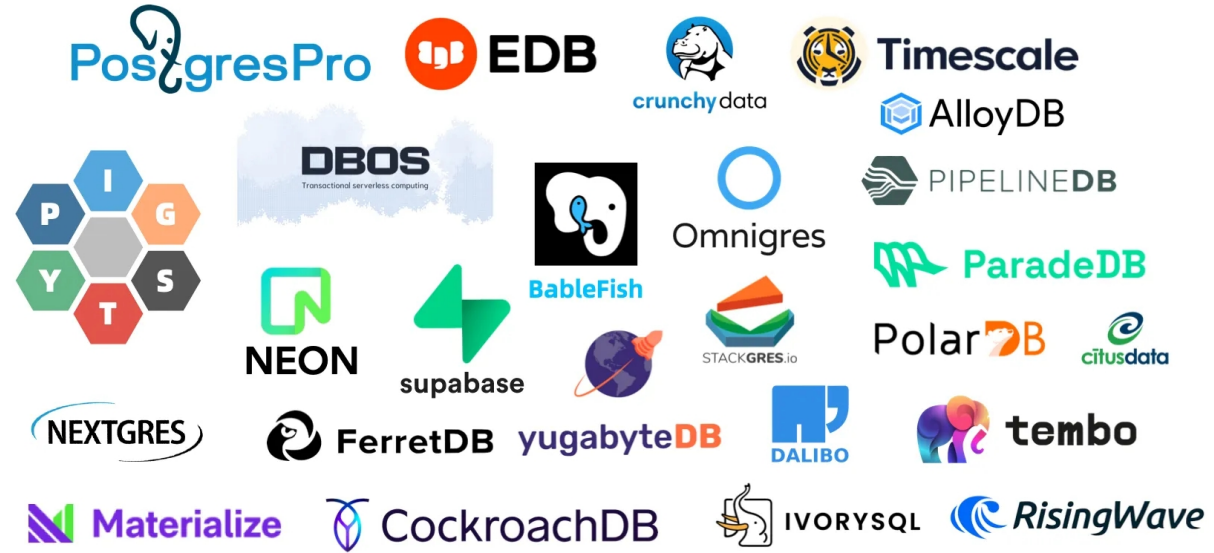 PostgresPro
EDB
crunchydata
Timescale
AlloyDB
DBOS
Transactional serverless computing
PIPELINEDB
P
I
G
S
T
Y
Omnigres
BableFish
ParadeDB
NEON
supabase
STACKGRES.io
PolarDB
citusdata
NEXTGRES
FerretDB
yugabyteDB
DALIBO
tembo
Materialize
CockroachDB
IVORYSQL
RisingWave